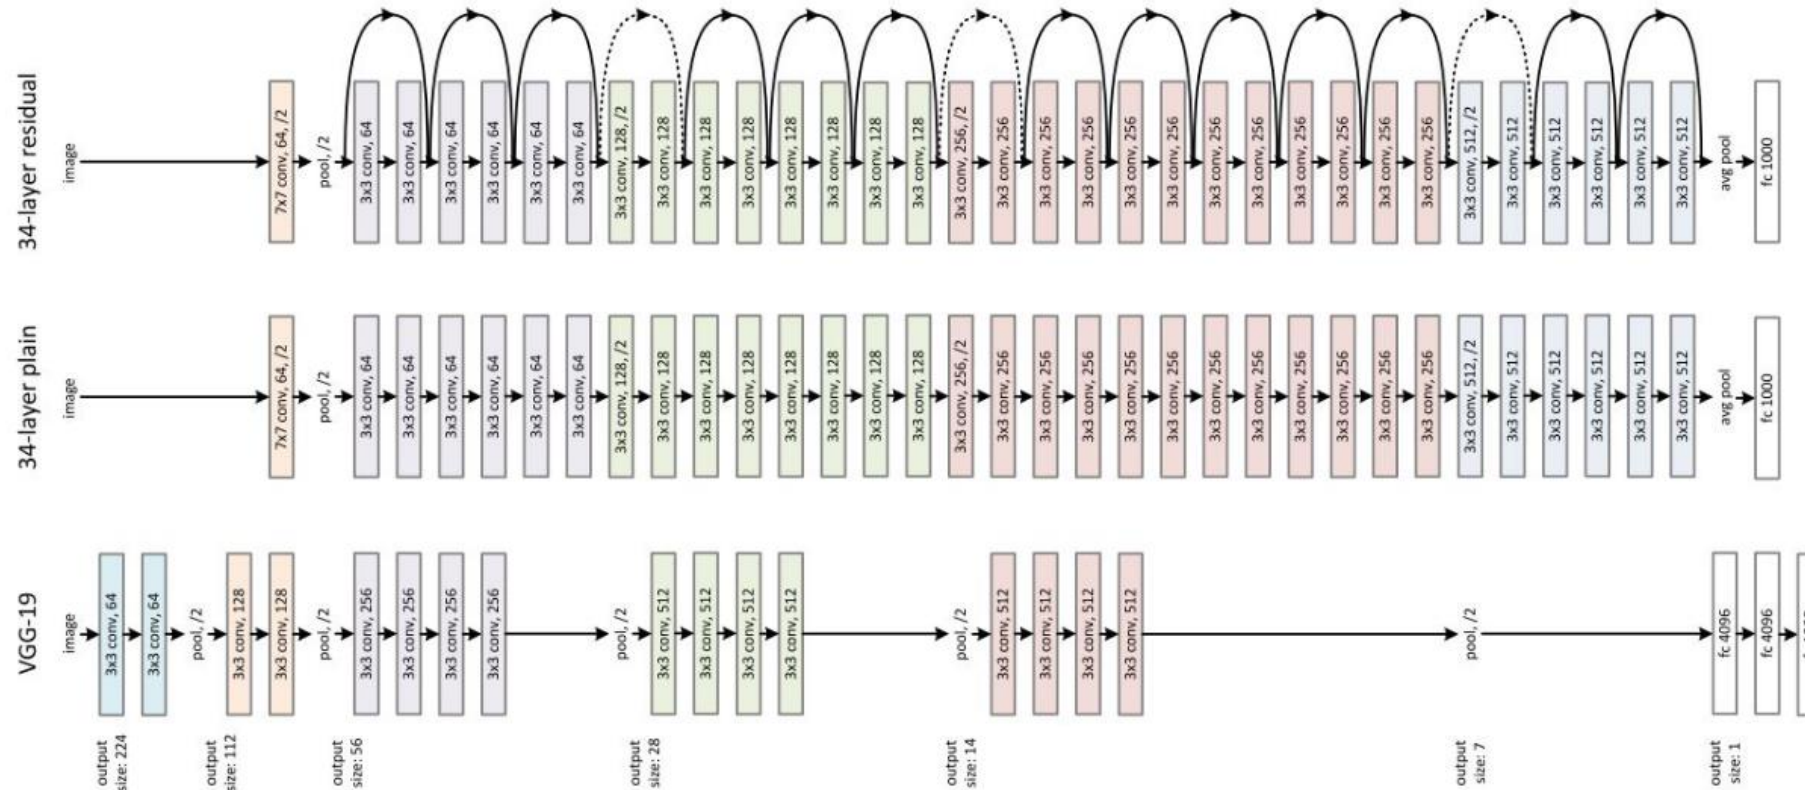 34-layer residual
image
7x7 conv, 64, /2
pool, /2
3x3 conv, 64
3x3 conv, 64
3x3 conv, 64
3x3 conv, 64
3x3 conv, 64
3x3 conv, 64
3x3 conv, 128, /2
3x3 conv, 128
3x3 conv, 128
3x3 conv, 128
3x3 conv, 128
3x3 conv, 128
3x3 conv, 128
3x3 conv, 128
3x3 conv, 256, /2
3x3 conv, 256
3x3 conv, 256
3x3 conv, 256
3x3 conv, 256
3x3 conv, 256
3x3 conv, 256
3x3 conv, 256
3x3 conv, 256
3x3 conv, 256
3x3 conv, 256
3x3 conv, 256
3x3 conv, 512, /2
3x3 conv, 512
3x3 conv, 512
3x3 conv, 512
3x3 conv, 512
3x3 conv, 512
avg pool
fc 1000
34-layer plain
image
7x7 conv, 64, /2
pool, /2
3x3 conv, 64
3x3 conv, 64
3x3 conv, 64
3x3 conv, 64
3x3 conv, 64
3x3 conv, 64
3x3 conv, 128, /2
3x3 conv, 128
3x3 conv, 128
3x3 conv, 128
3x3 conv, 128
3x3 conv, 128
3x3 conv, 128
3x3 conv, 128
3x3 conv, 256, /2
3x3 conv, 256
3x3 conv, 256
3x3 conv, 256
3x3 conv, 256
3x3 conv, 256
3x3 conv, 256
3x3 conv, 256
3x3 conv, 256
3x3 conv, 256
3x3 conv, 256
3x3 conv, 256
3x3 conv, 512, /2
3x3 conv, 512
3x3 conv, 512
3x3 conv, 512
3x3 conv, 512
3x3 conv, 512
avg pool
fc 1000
VGG-19
image
3x3 conv, 64
3x3 conv, 64
pool, /2
3x3 conv, 128
3x3 conv, 128
pool, /2
3x3 conv, 256
3x3 conv, 256
3x3 conv, 256
3x3 conv, 256
pool, /2
3x3 conv, 512
3x3 conv, 512
3x3 conv, 512
3x3 conv, 512
pool, /2
3x3 conv, 512
3x3 conv, 512
3x3 conv, 512
3x3 conv, 512
pool, /2
fc 4096
fc 4096
output
size: 224
output
size: 112
output
size: 56
output
size: 28
output
size: 14
output
size: 7
output
size: 1